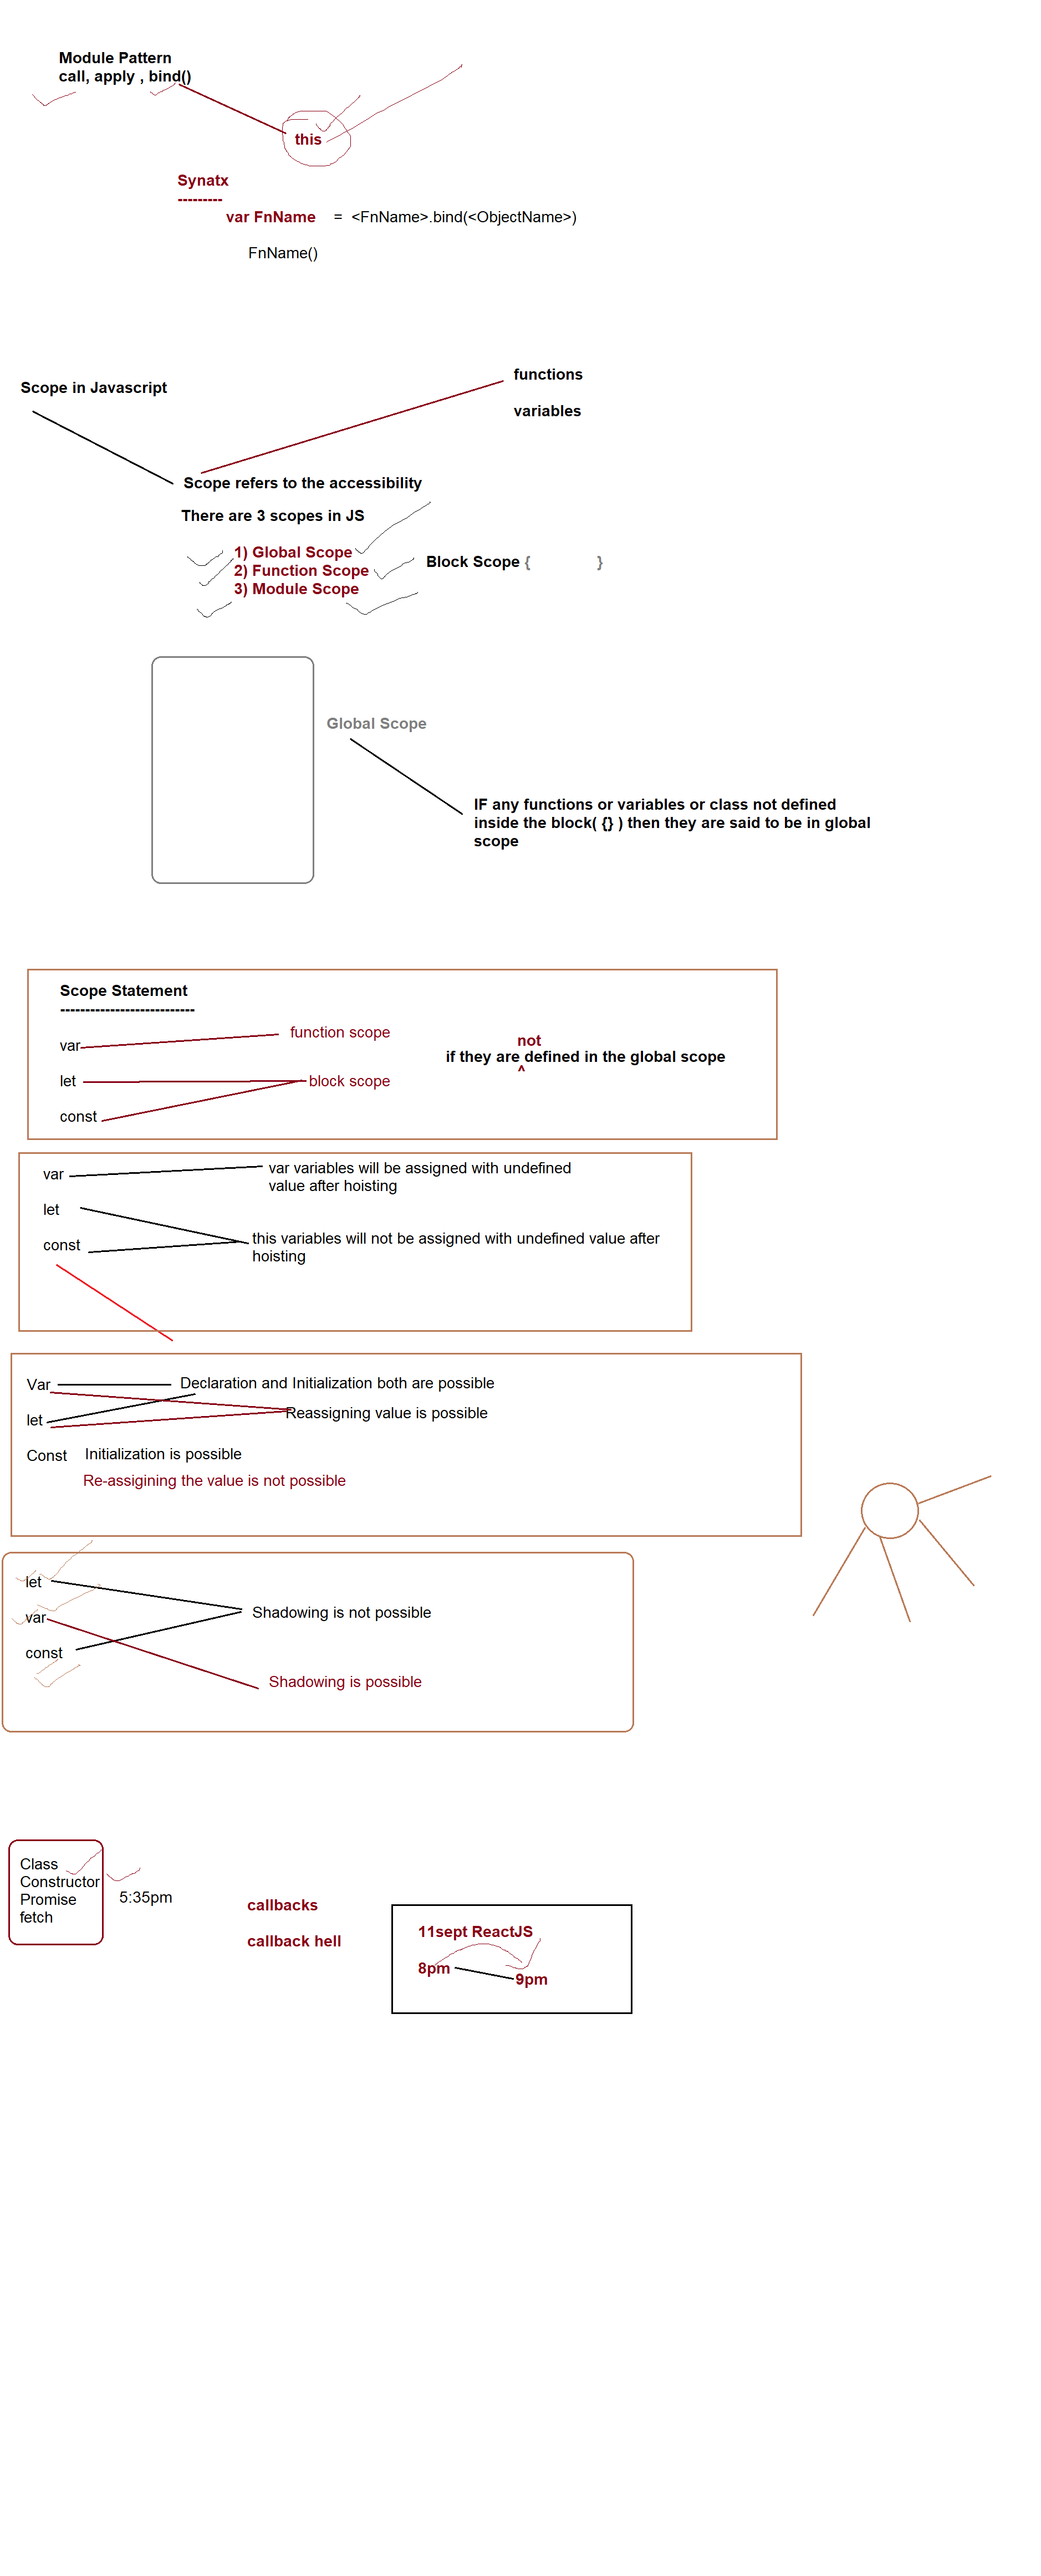 Module Pattern
call, apply , bind()
this
Synatx
---------
var FnName = <FnName>.bind(<ObjectName>)
FnName()
functions
Scope in Javascript
variables
Scope refers to the accessibility
There are 3 scopes in JS
1) Global Scope
2) Function Scope
3) Module Scope
Block Scope { }
Global Scope
IF any functions or variables or class not defined
inside the block( {} ) then they are said to be in global
scope
Scope Statement
---------------------------
var
function scope
not
if they are defined in the global scope
^
let
block scope
const
var
var variables will be assigned with undefined
value after hoisting
let
const
this variables will not be assigned with undefined value after
hoisting
Var
Declaration and Initialization both are possible
let
Reassigning value is possible
Const
Initialization is possible
Re-assigining the value is not possible
let
var
Shadowing is not possible
const
Shadowing is possible
Class
Constructor
Promise
fetch
5:35pm
callbacks
callback hell
11sept ReactJS
8pm
9pm